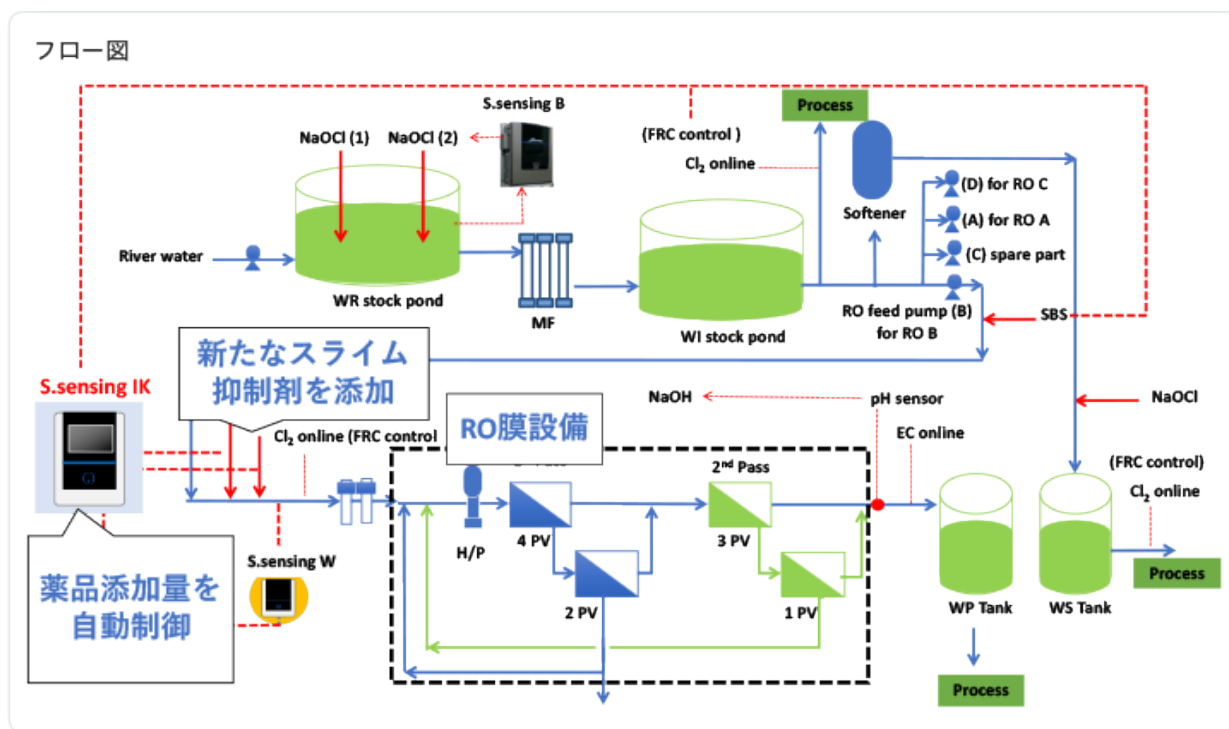 フロー図
S.sensing B
NaOCl (1)
NaOCl (2)
(FRC control )
Process
Cl₂ online
(D) for RO C
(A) for RO A
(C) spare part
Softener
River water
WR stock pond
MF
WI stock pond
RO feed pump (B)
for RO B
SBS
新たなスライム
抑制剤を添加
S.sensing IK
Cl₂ online (FRC control
RO膜設備
NaOH
pH sensor
EC online
NaOCl
2ⁿᵈ Pass
(FRC control)
Cl₂ online
H/P
4 PV
3 PV
S.sensing W
2 PV
1 PV
薬品添加量を
自動制御
WP Tank
WS Tank
Process
Process